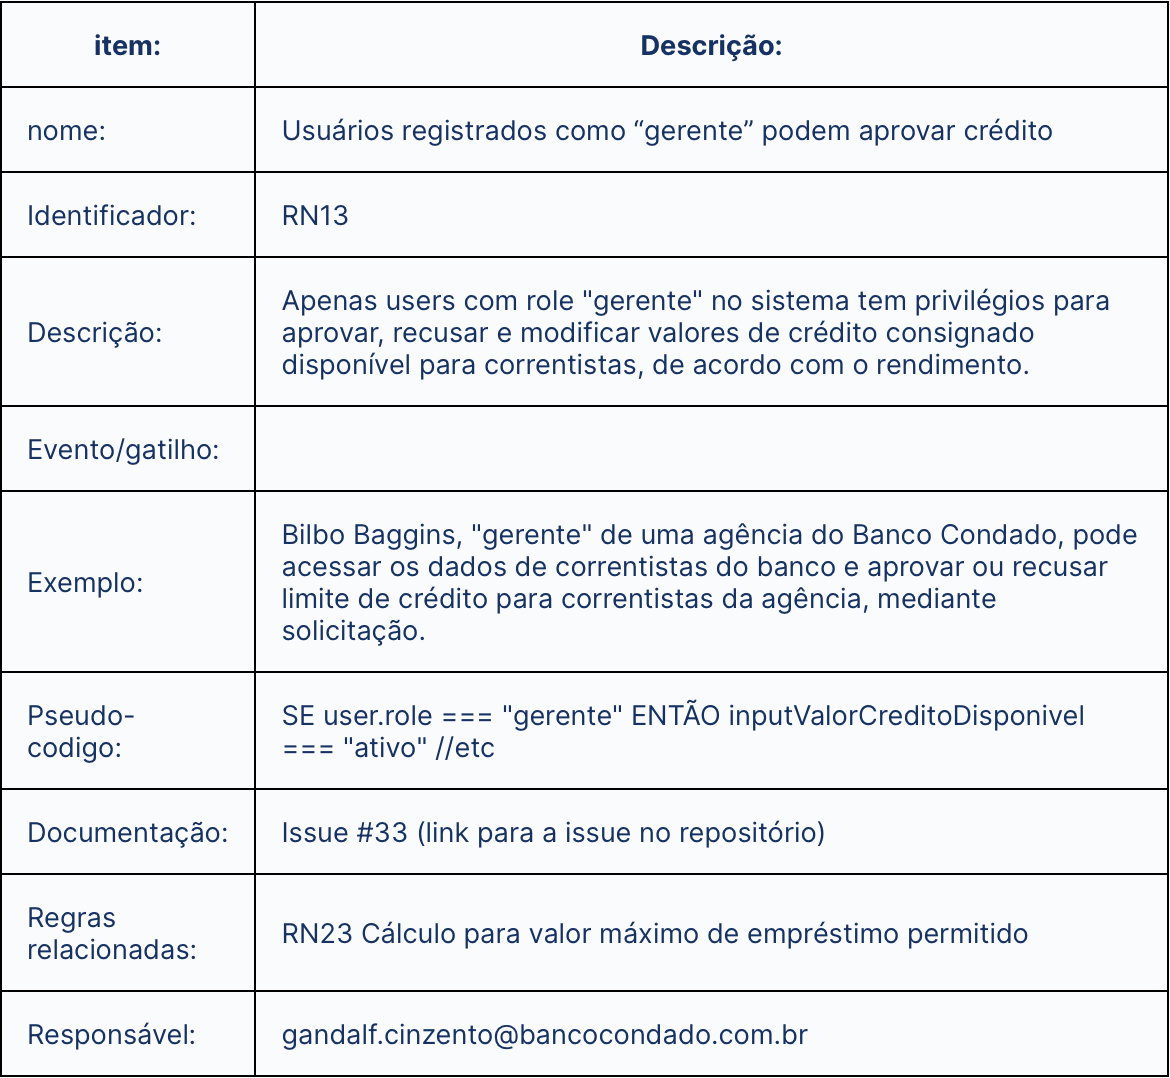 item:
Descrição:
nome:
Usuários registrados como “gerente” podem aprovar crédito
Identificador:
RN13
Descrição:
Apenas users com role "gerente" no sistema tem privilégios para
aprovar, recusar e modificar valores de crédito consignado
disponível para correntistas, de acordo com o rendimento.
Evento/gatilho:
Exemplo:
Bilbo Baggins, "gerente" de uma agência do Banco Condado, pode
acessar os dados de correntistas do banco e aprovar ou recusar
limite de crédito para correntistas da agência, mediante
solicitação.
Pseudo-
codigo:
SE user.role === "gerente" ENTÃO inputValorCreditoDisponivel
=== "ativo" //etc
Documentação:
Issue #33 (link para a issue no repositório)
Regras
relacionadas:
RN23 Cálculo para valor máximo de empréstimo permitido
Responsável:
gandalf.cinzento@bancocondado.com.br